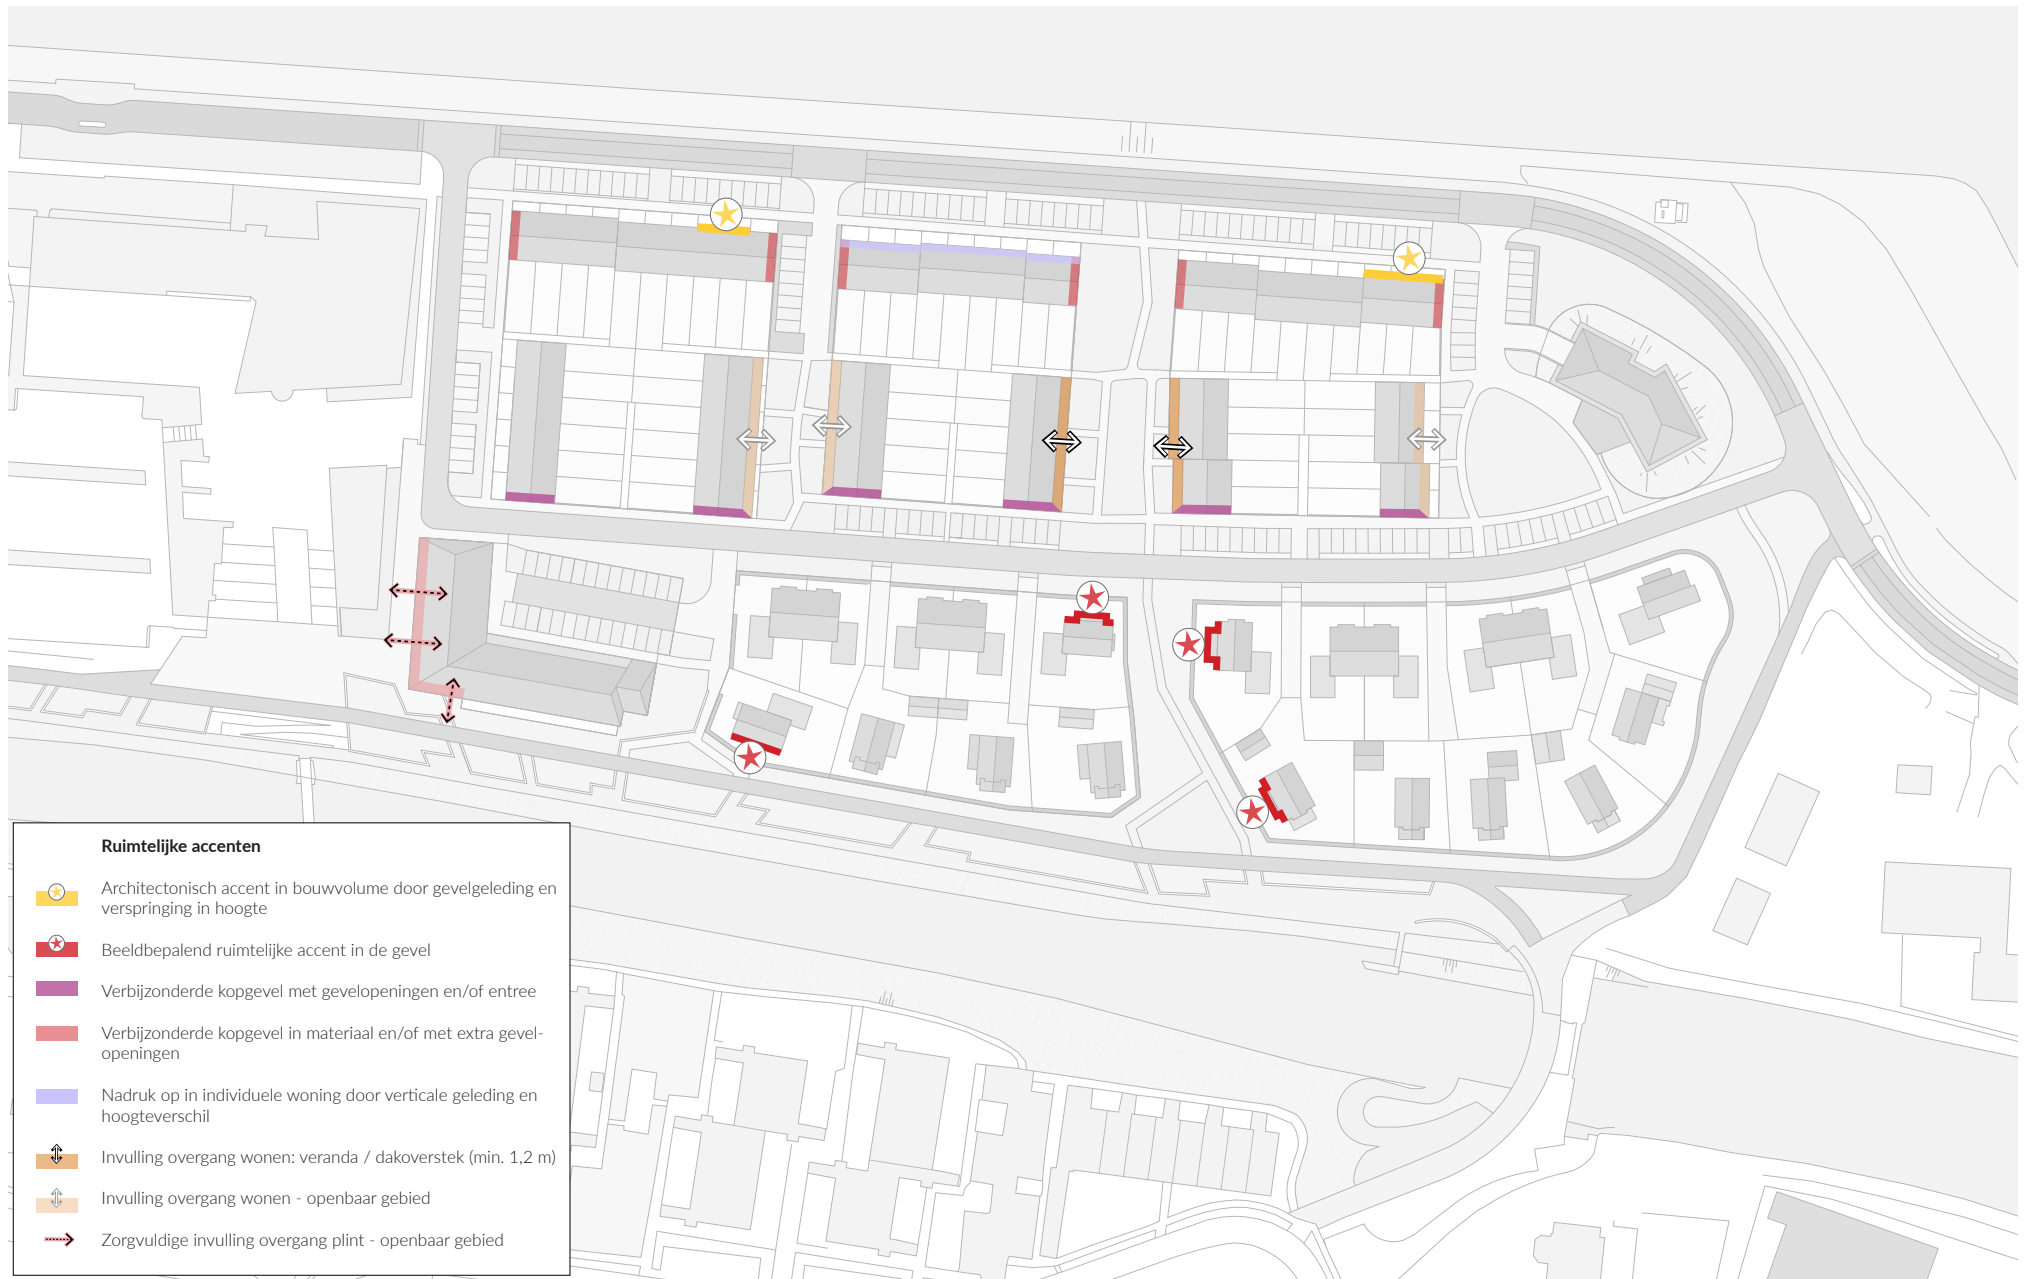 Ruimtelijke accenten
Architectonisch accent in bouwvolume door gevelgeleding en
verspringing in hoogte
Beeldbepalend ruimtelijke accent in de gevel
Verbijzonderde kopgevel met gevelopeningen en/of entree
Verbijzonderde kopgevel in materiaal en/of met extra gevel-
openingen
Nadruk op in individuele woning door verticale geleding en
hoogteverschil
Invulling overgang wonen: veranda / dakoverstek (min. 1,2 m)
Invulling overgang wonen - openbaar gebied
Zorgvuldige invulling overgang plint - openbaar gebied